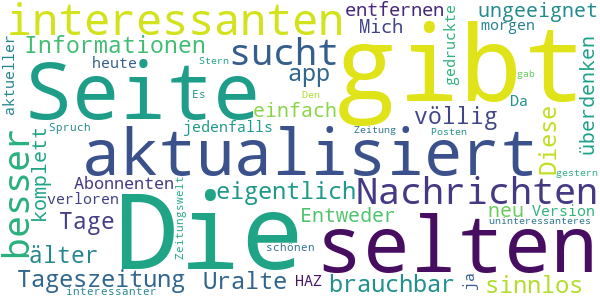 interessanten
entfernen
ungeeignet
Mich
morgen
Informationen
sucht
gibt
gedruckte
aktueller
heute
Stern
app
gab
überdenken
Seite
Es
Den
einfach
Da
Diese
völlig
besser
komplett
Spruch
jedenfalls
Zeitung
Posten
aktualisiert
gestern
Abonnenten
Zeitungswelt
eigentlich
Nachrichten
verloren
Die
Tage
Entweder
selten
neu
Version
uninteressanteres
älter
schönen
Tageszeitung
Uralte
HAZ
brauchbar
ja
sinnlos
interessanter